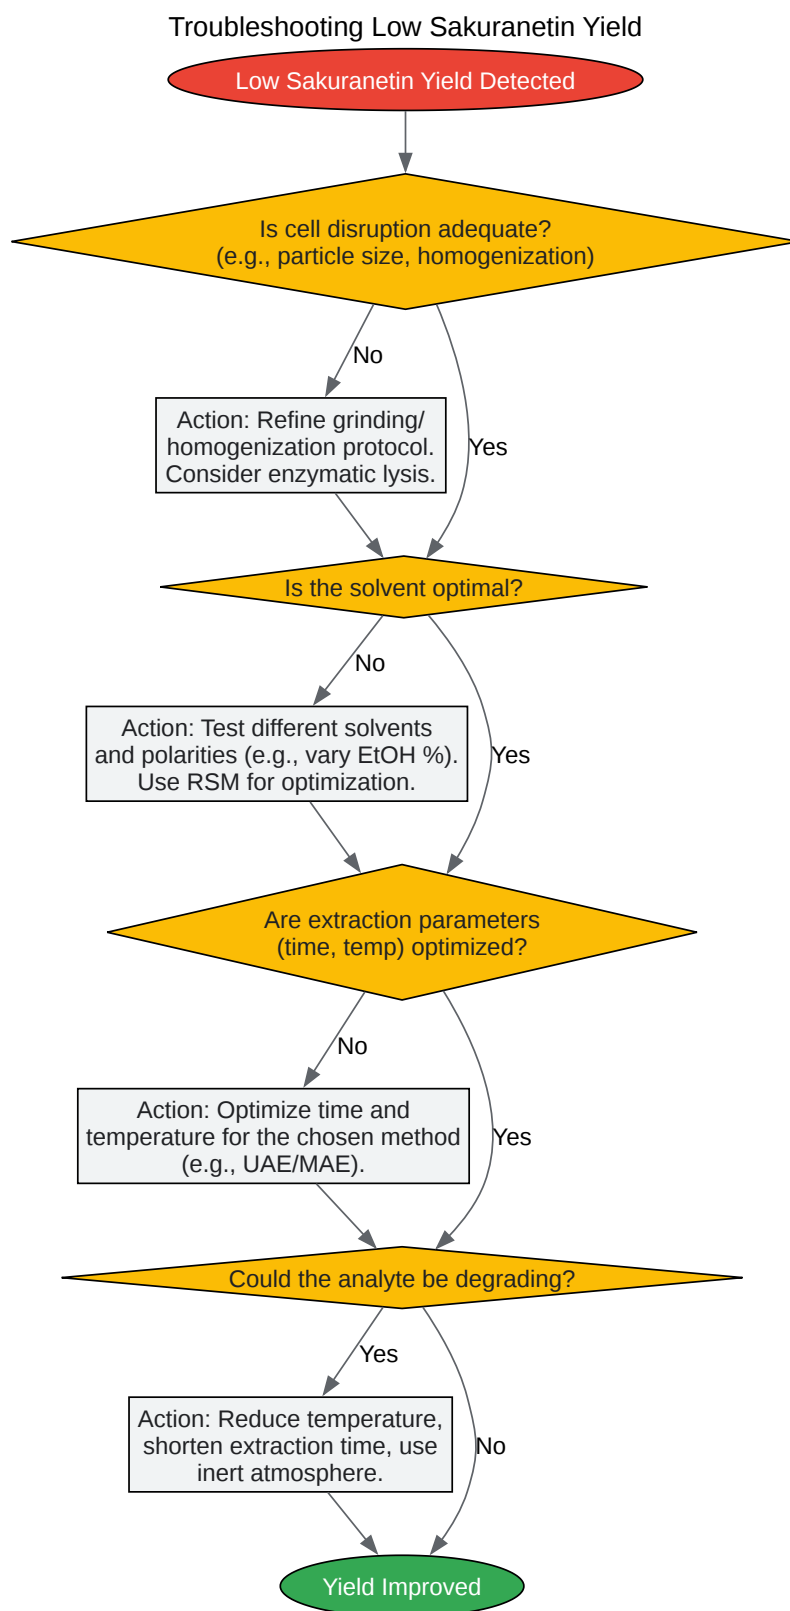 Troubleshooting Low Sakuranetin Yield
Low Sakuranetin Yield Detected
Is cell disruption adequate?
(e.g., particle size, homogenization)
No
Action: Refine grinding/
homogenization protocol.
Consider enzymatic lysis.
Yes
Is the solvent optimal?
No
Action: Test different solvents
and polarities (e.g., vary EtOH %).
Use RSM for optimization.
Yes
Are extraction parameters
(time, temp) optimized?
No
Action: Optimize time and
temperature for the chosen method
(e.g., UAE/MAE).
Yes
Could the analyte be degrading?
Yes
Action: Reduce temperature,
shorten extraction time, use
inert atmosphere.
No
Yield Improved